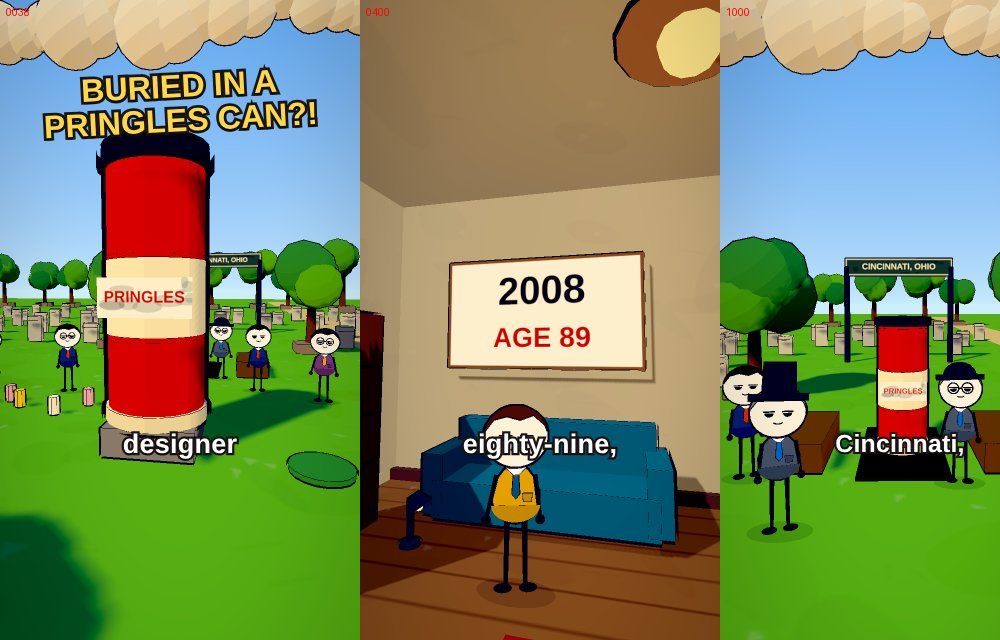 0038
BURIED IN A
PRINGLES CAN?!
NATI, OHIO
PRINGLES
designer
0400
2008
AGE 89
eighty-nine,
1000
CINCINNATI, OHIO
PRINGLES
Cincinnati,